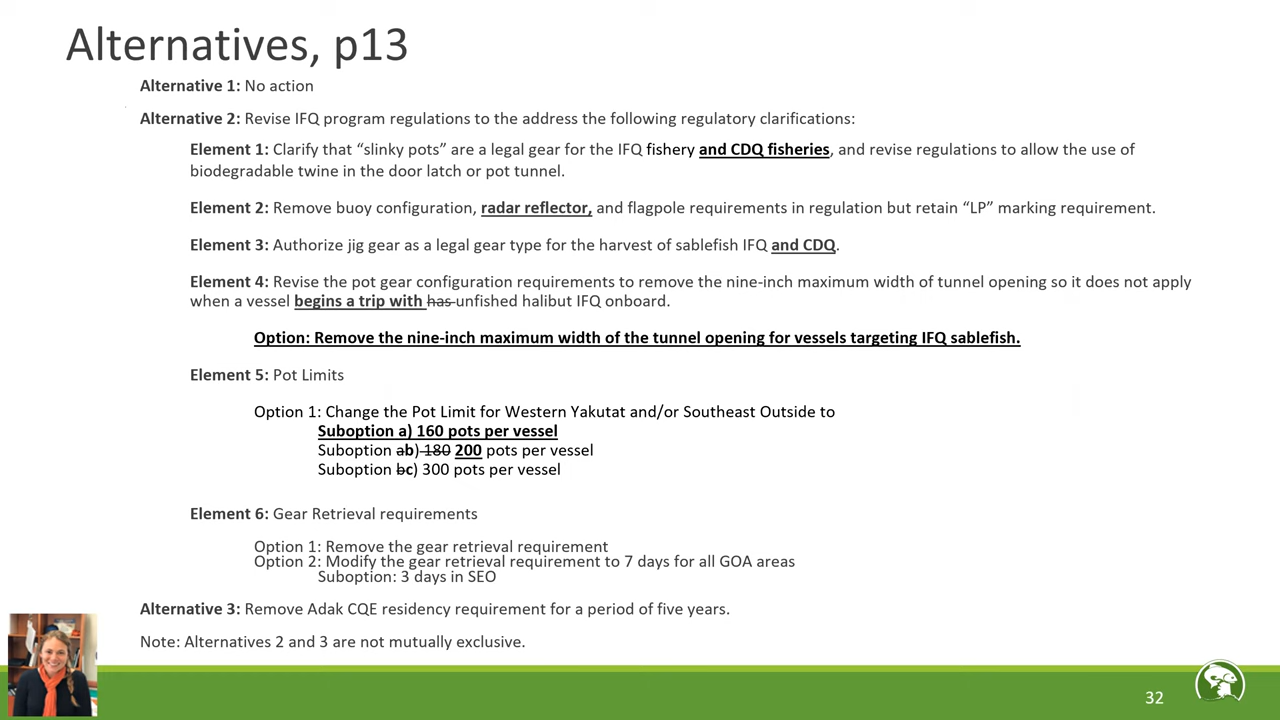 Alternatives, p13
Alternative 1: No action
Alternative 2: Revise IFQ program regulations to the address the following regulatory clarifications:
Element 1: Clarify that “slinky pots” are a legal gear for the IFQ fishery and CDQ fisheries, and revise regulations to allow the use of
biodegradable twine in the door latch or pot tunnel.
Element 2: Remove buoy configuration, radar reflector, and flagpole requirements in regulation but retain “LP” marking requirement.
Element 3: Authorize jig gear as a legal gear type for the harvest of sablefish IFQ and CDQ.
Element 4: Revise the pot gear configuration requirements to remove the nine-inch maximum width of tunnel opening so it does not apply
when a vessel begins a trip with has unfished halibut IFQ onboard.
Option: Remove the nine-inch maximum width of the tunnel opening for vessels targeting IFQ sablefish.
Element 5: Pot Limits
Option 1: Change the Pot Limit for Western Yakutat and/or Southeast Outside to
Suboption a) 160 pots per vessel
Suboption ab) 180 200 pots per vessel
Suboption bc) 300 pots per vessel
Element 6: Gear Retrieval requirements
Option 1: Remove the gear retrieval requirement
Option 2: Modify the gear retrieval requirement to 7 days for all GOA areas
Suboption: 3 days in SEO
Alternative 3: Remove Adak CQE residency requirement for a period of five years.
Note: Alternatives 2 and 3 are not mutually exclusive.
32